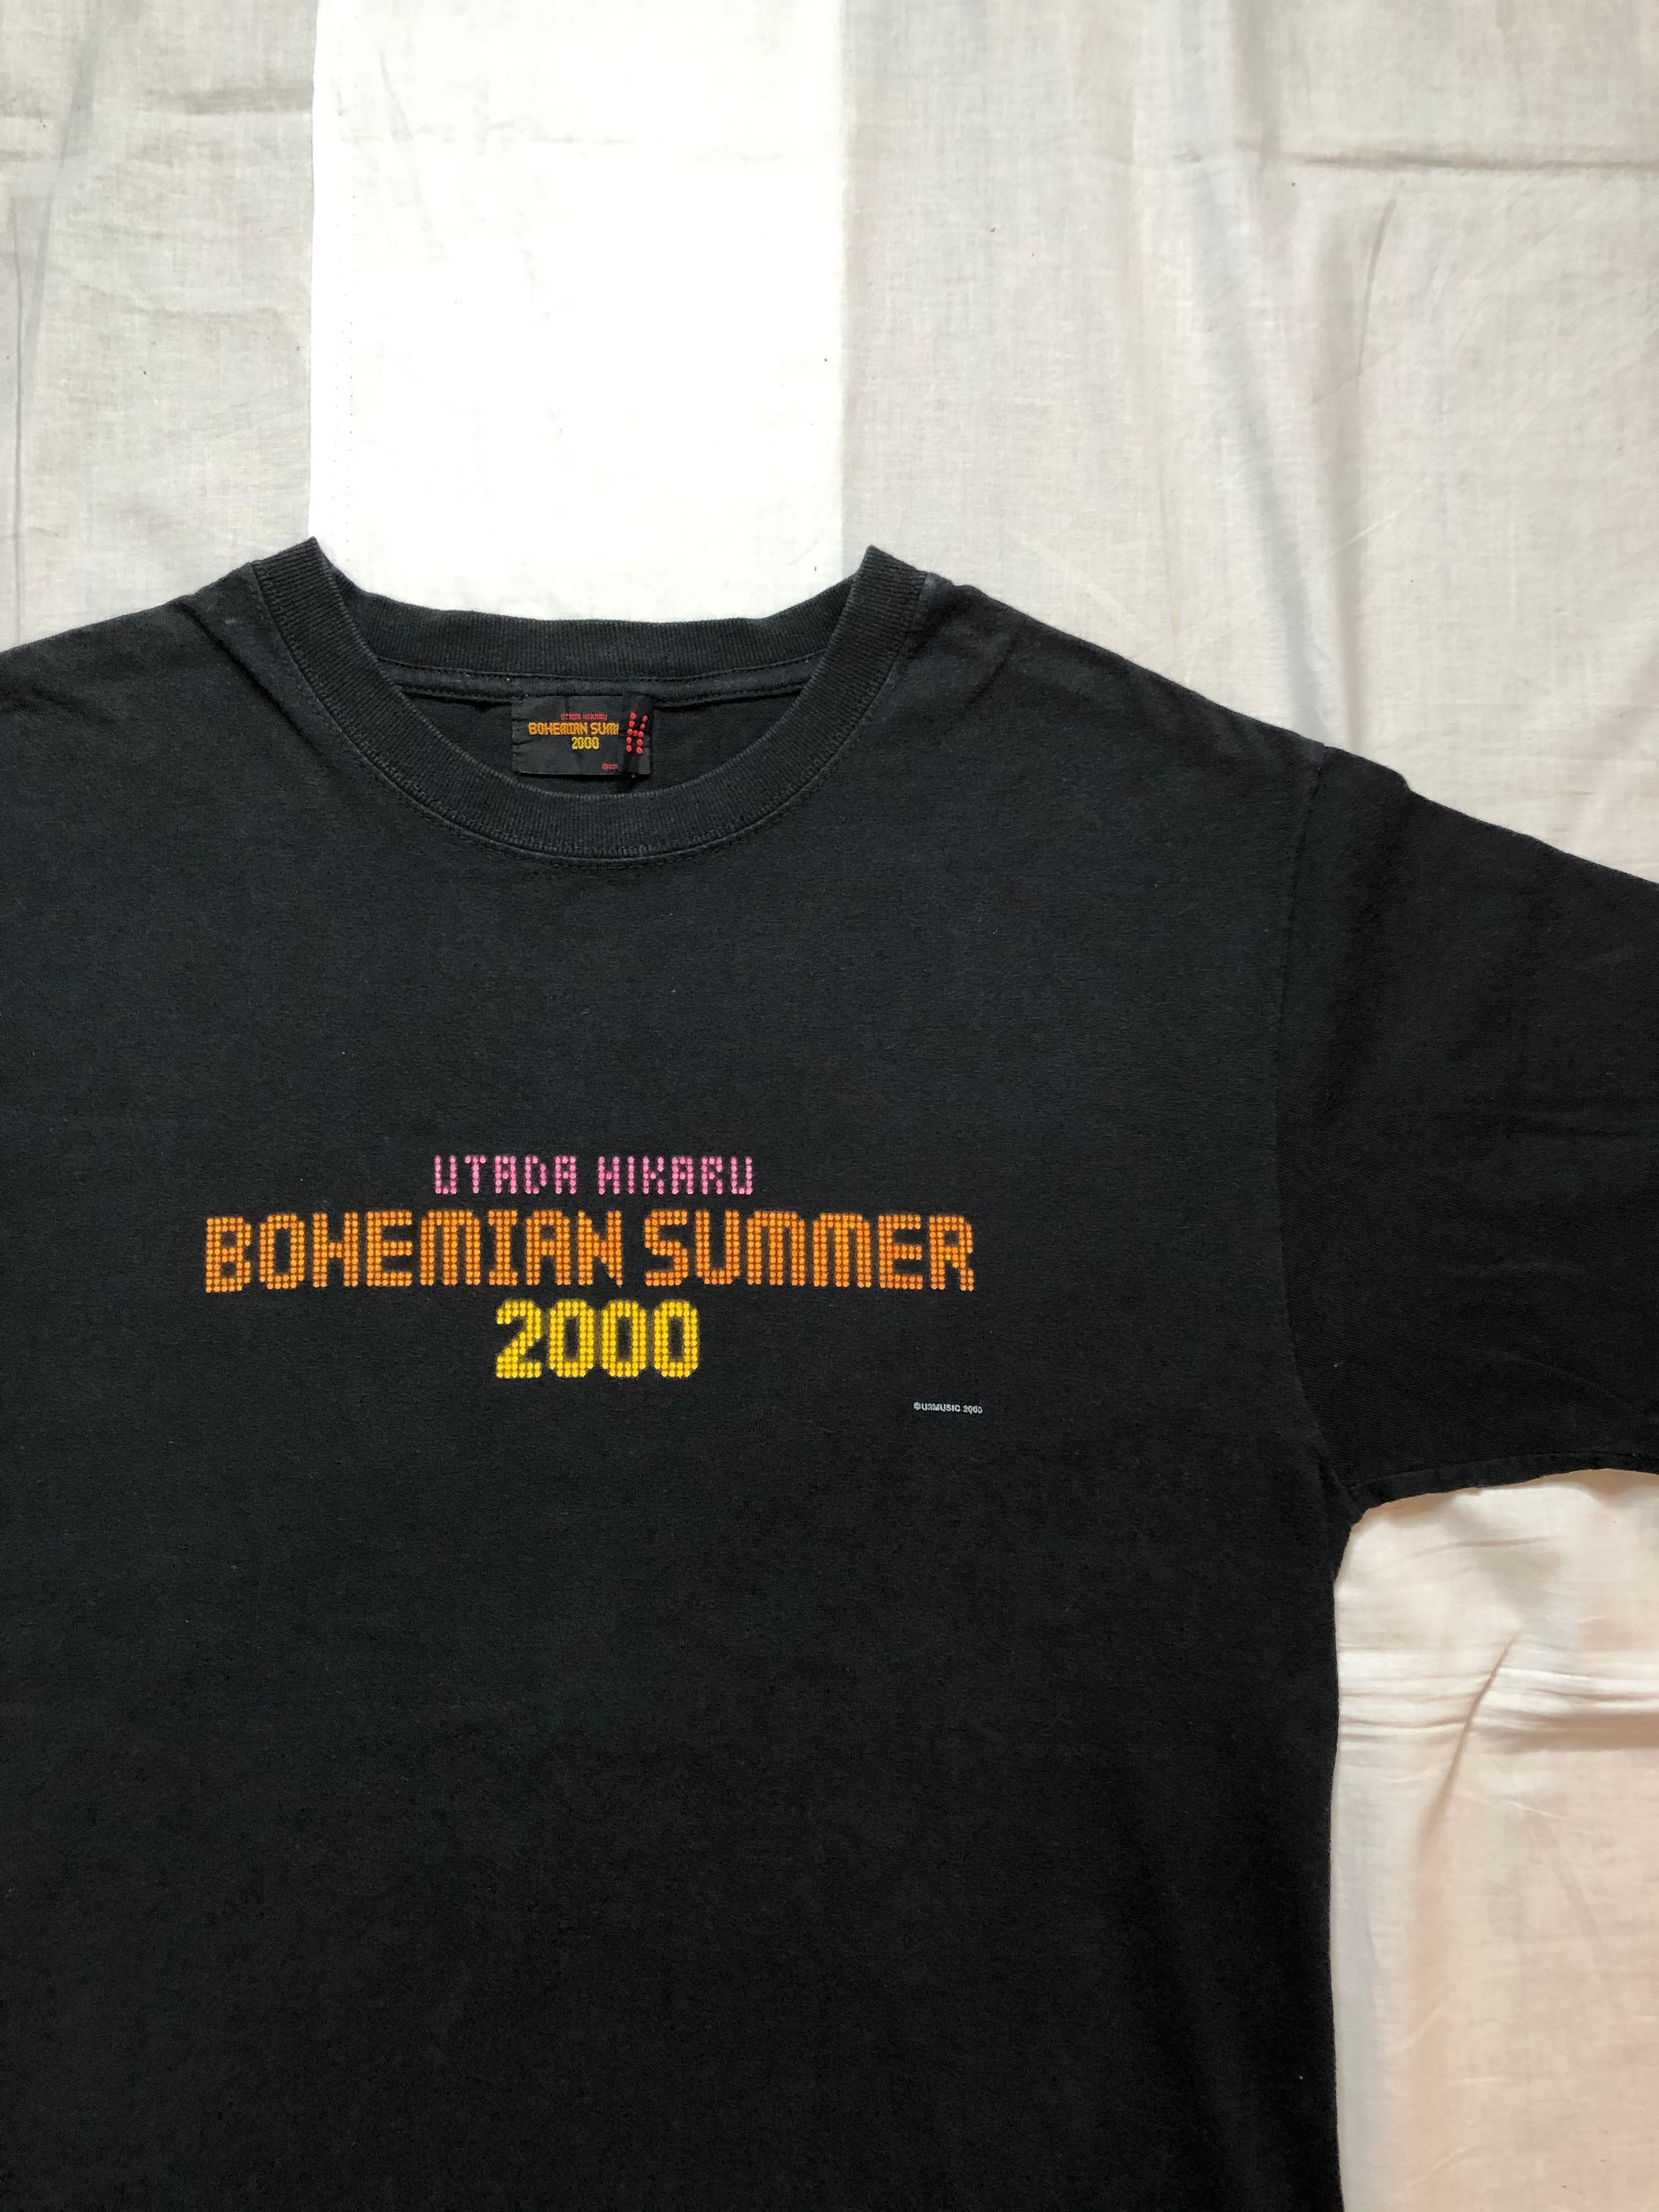 UTADA HIKARU
BOHEMIAN SUMM
2000
UTADA HIKARU
BOHEMIAN SUMMER
2000
©U3MUSIC 2000